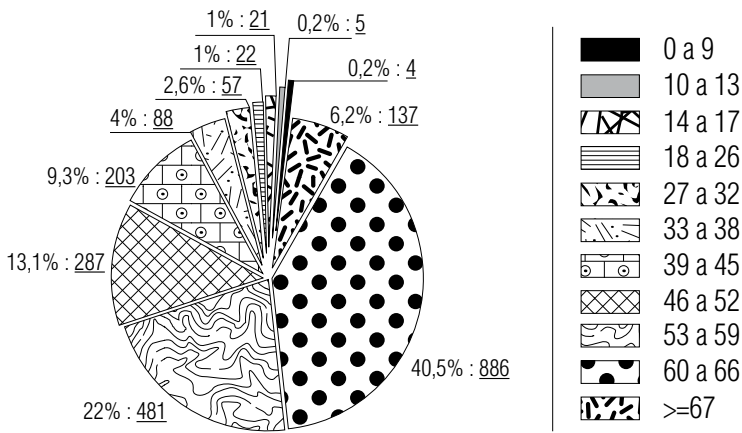 1% : 21
0,2% : 5
1% : 22
0,2% : 4
2,6% : 57
6,2% : 137
4% : 88
9,3% : 203
13,1% : 287
40,5% : 886
22% : 481
0 a 9
10 a 13
14 a 17
18 a 26
27 a 32
33 a 38
39 a 45
46 a 52
53 a 59
60 a 66
>=67